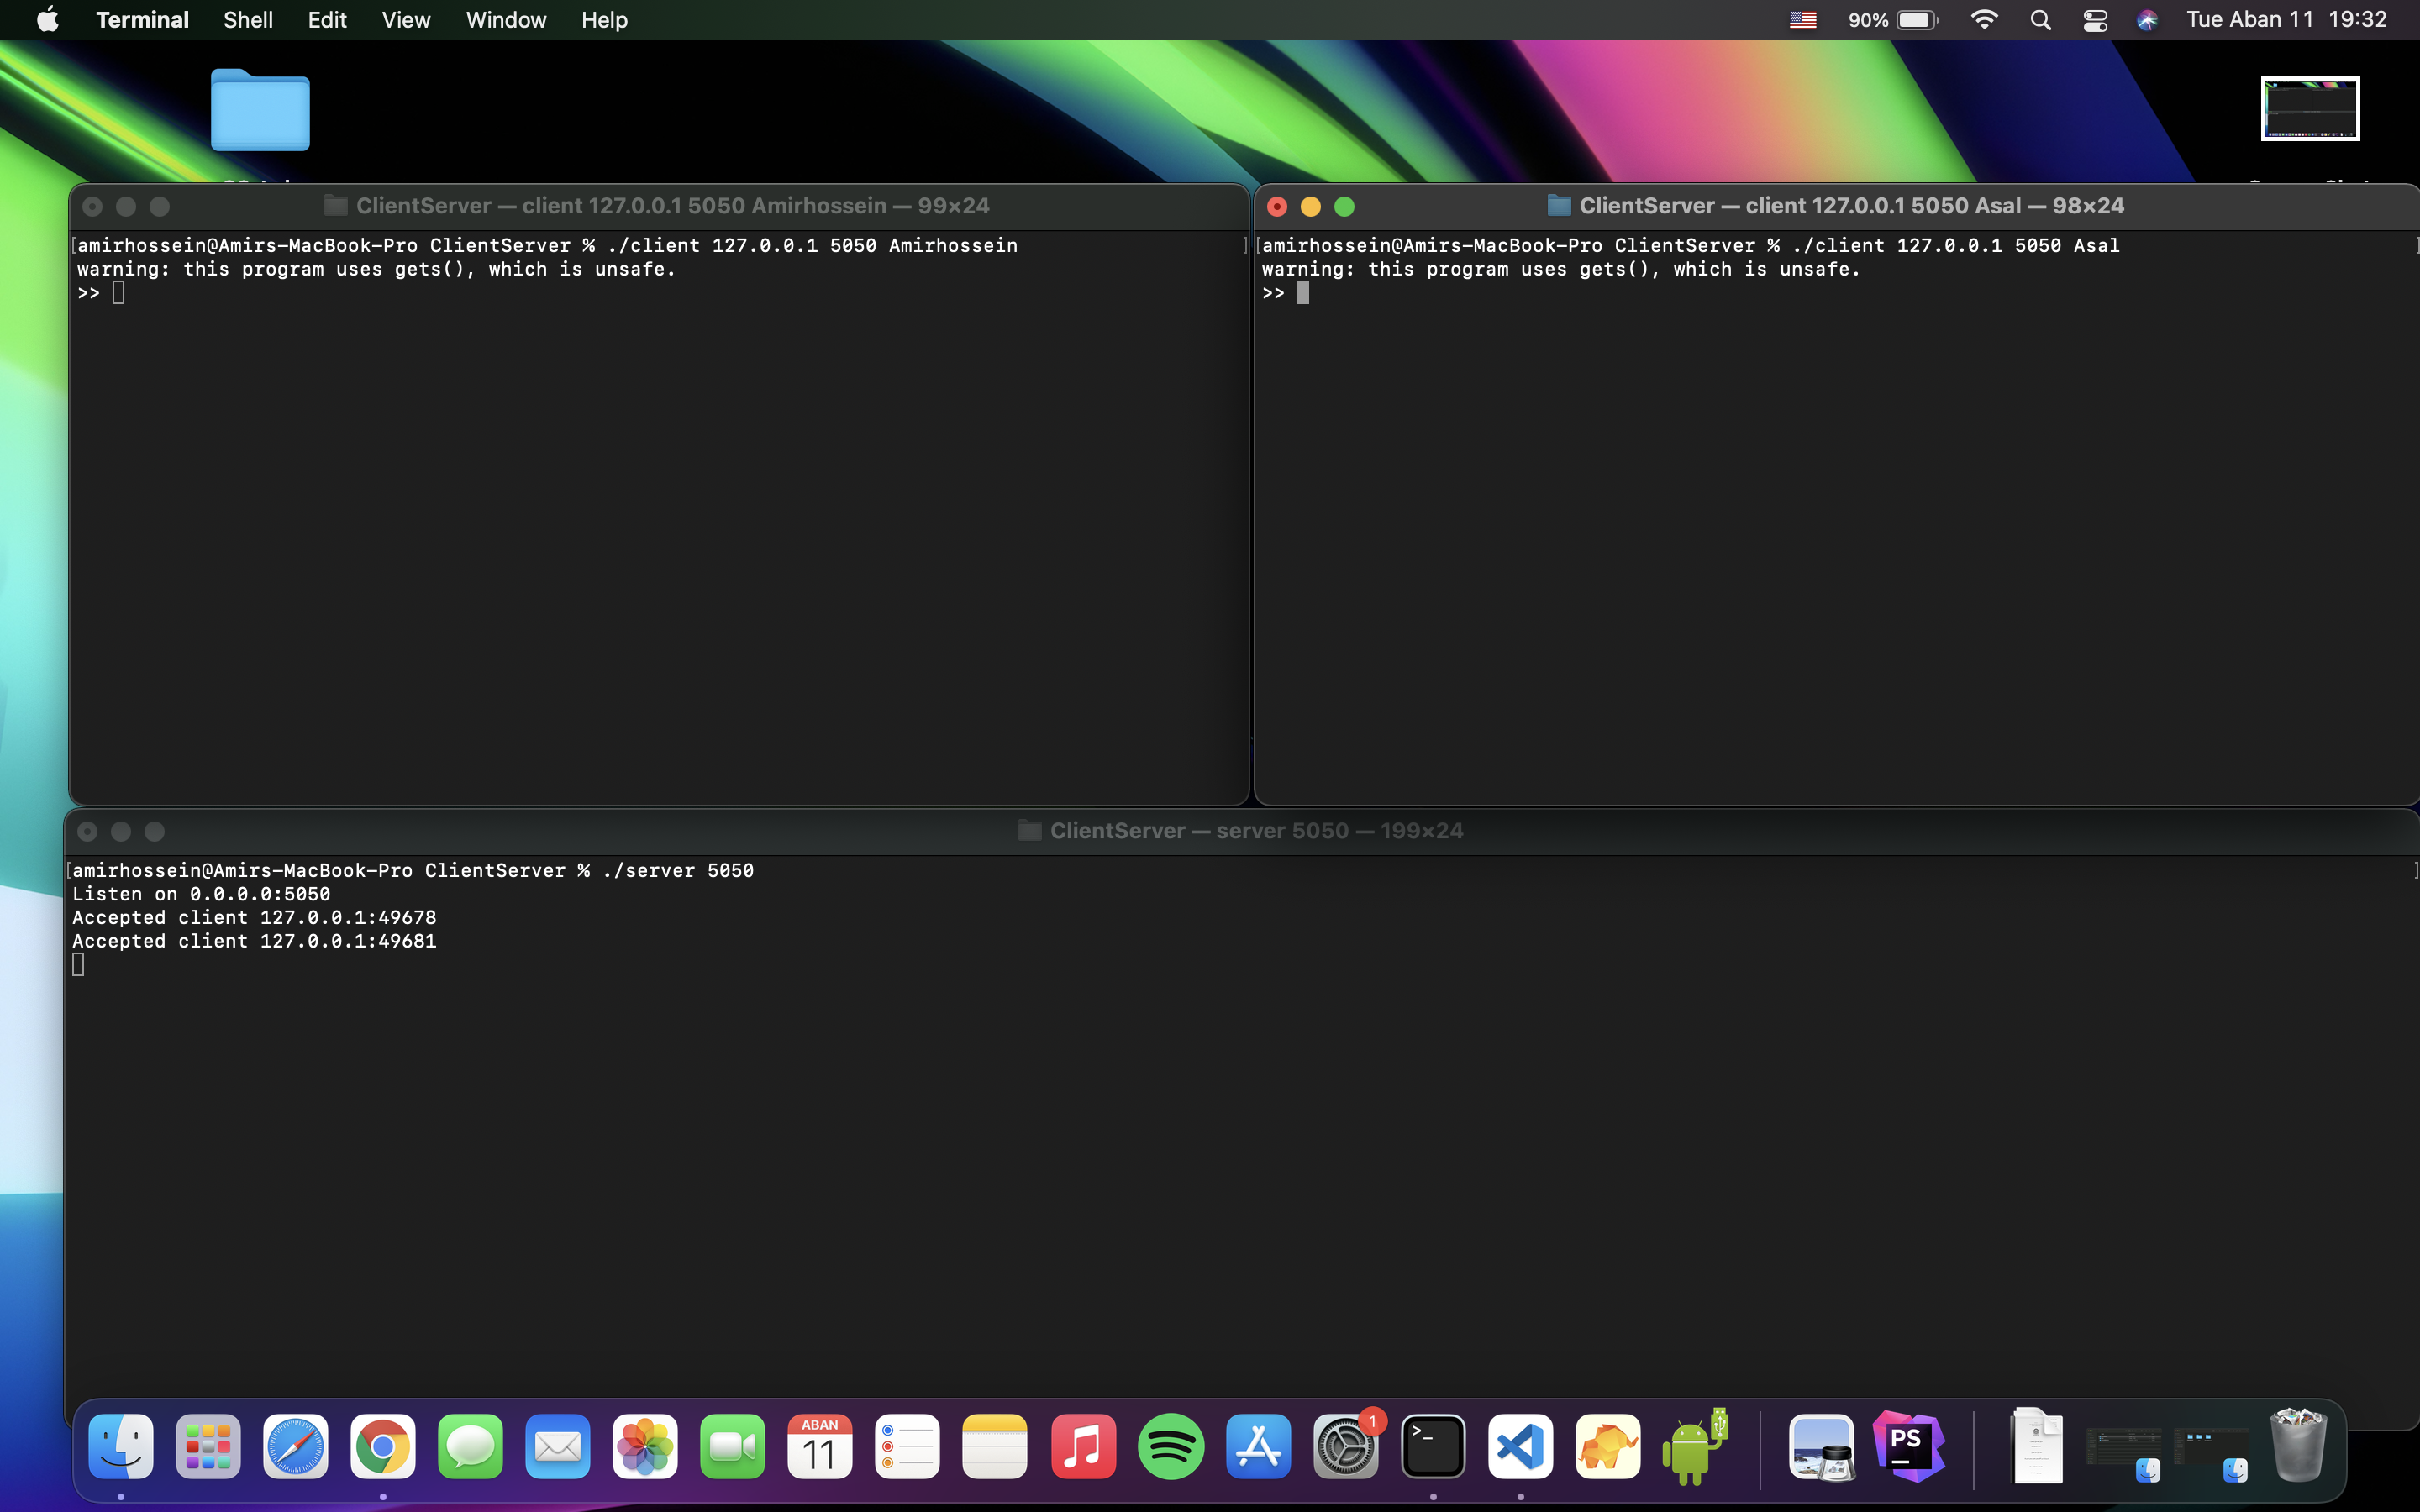 Terminal Shell Edit View Window Help 90% Tue Aban 11 19:32
ClientServer — client 127.0.0.1 5050 Amirhossein — 99×24
[amirhossein@Amirs-MacBook-Pro ClientServer % ./client 127.0.0.1 5050 Amirhossein ]
warning: this program uses gets(), which is unsafe.
>>
ClientServer — client 127.0.0.1 5050 Asal — 98×24
[amirhossein@Amirs-MacBook-Pro ClientServer % ./client 127.0.0.1 5050 Asal ]
warning: this program uses gets(), which is unsafe.
>>
ClientServer — server 5050 — 199×24
[amirhossein@Amirs-MacBook-Pro ClientServer % ./server 5050 ]
Listen on 0.0.0.0:5050
Accepted client 127.0.0.1:49678
Accepted client 127.0.0.1:49681
ABAN
11
1
>_
PS